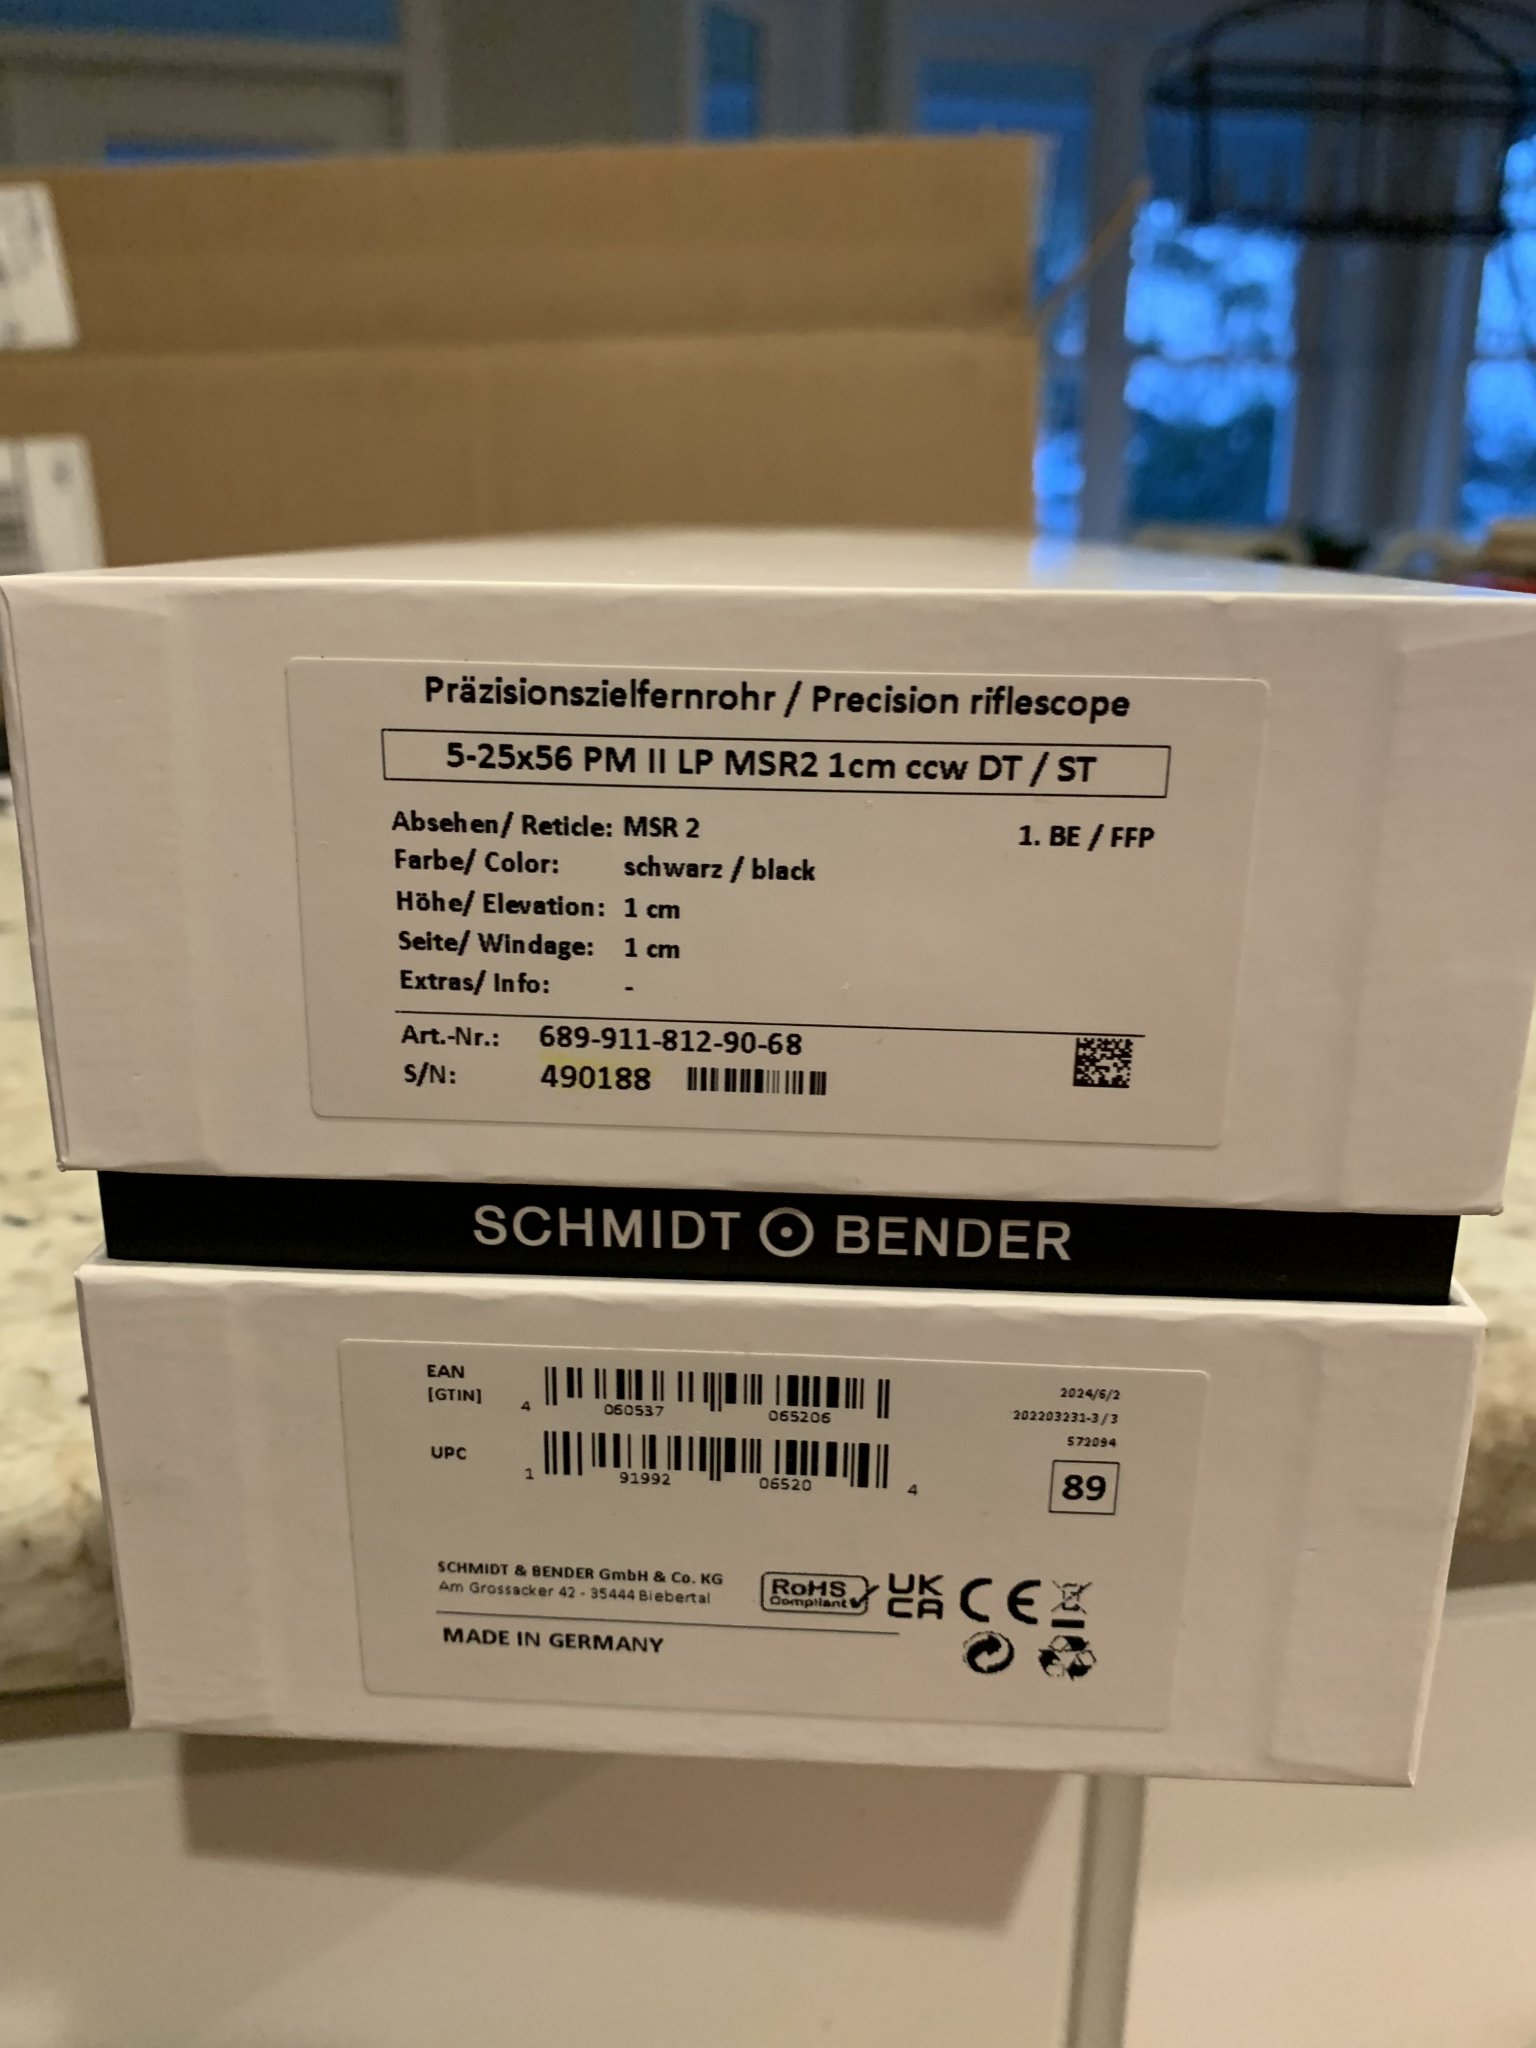 Präzisionszielfernrohr / Precision riflescope
5-25x56 PM II LP MSR2 1cm ccw DT / ST
Absehen/ Reticle: MSR 2 1. BE / FFP
Farbe/ Color: schwarz / black
Höhe/ Elevation: 1 cm
Seite/ Windage: 1 cm
Extras/ Info: -
Art.-Nr.: 689-911-812-90-68
S/N: 490188
SCHMIDT BENDER
EAN
[GTIN]
4 060537 065206
2024/6/2
202203231-3/3
572094
UPC
1 91992 06520 4
89
SCHMIDT & BENDER GmbH & Co. KG
Am Grossacker 42 - 35444 Biebertal
RoHS
Compliant
UK
CA
CE
MADE IN GERMANY